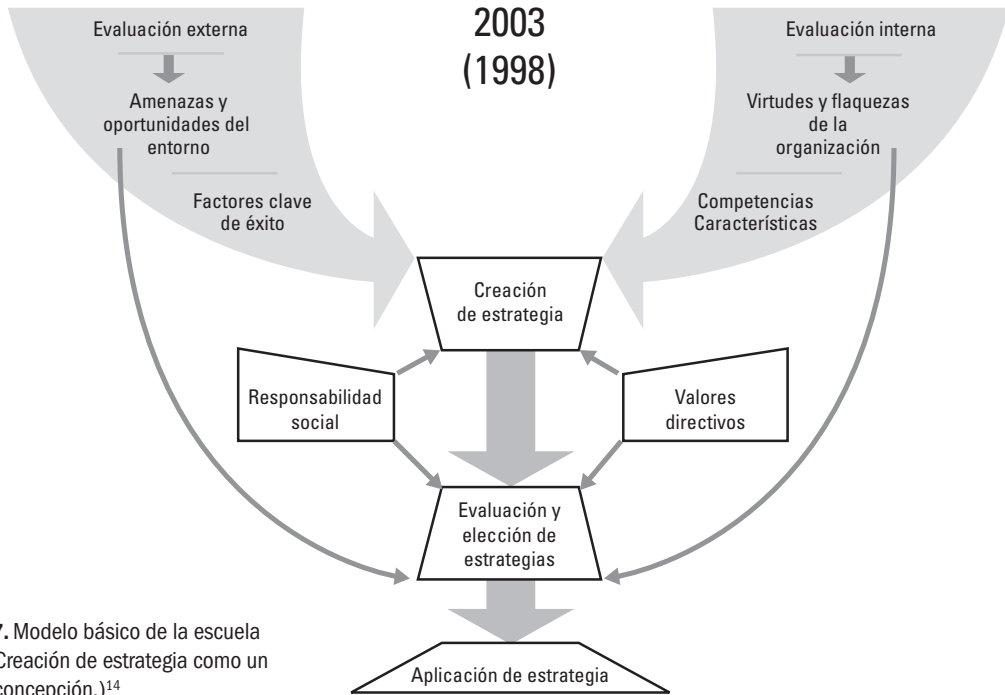 2003
(1998)
Evaluación externa
Amenazas y
oportunidades del
entorno
Factores clave
de éxito
Evaluación interna
Virtudes y flaquezas
de la
organización
Competencias
Características
Creación
de estrategia
Responsabilidad
social
Valores
directivos
Evaluación y
elección de
estrategias
Aplicación de estrategia
7. Modelo básico de la escuela
Creación de estrategia como un
concepción.)14